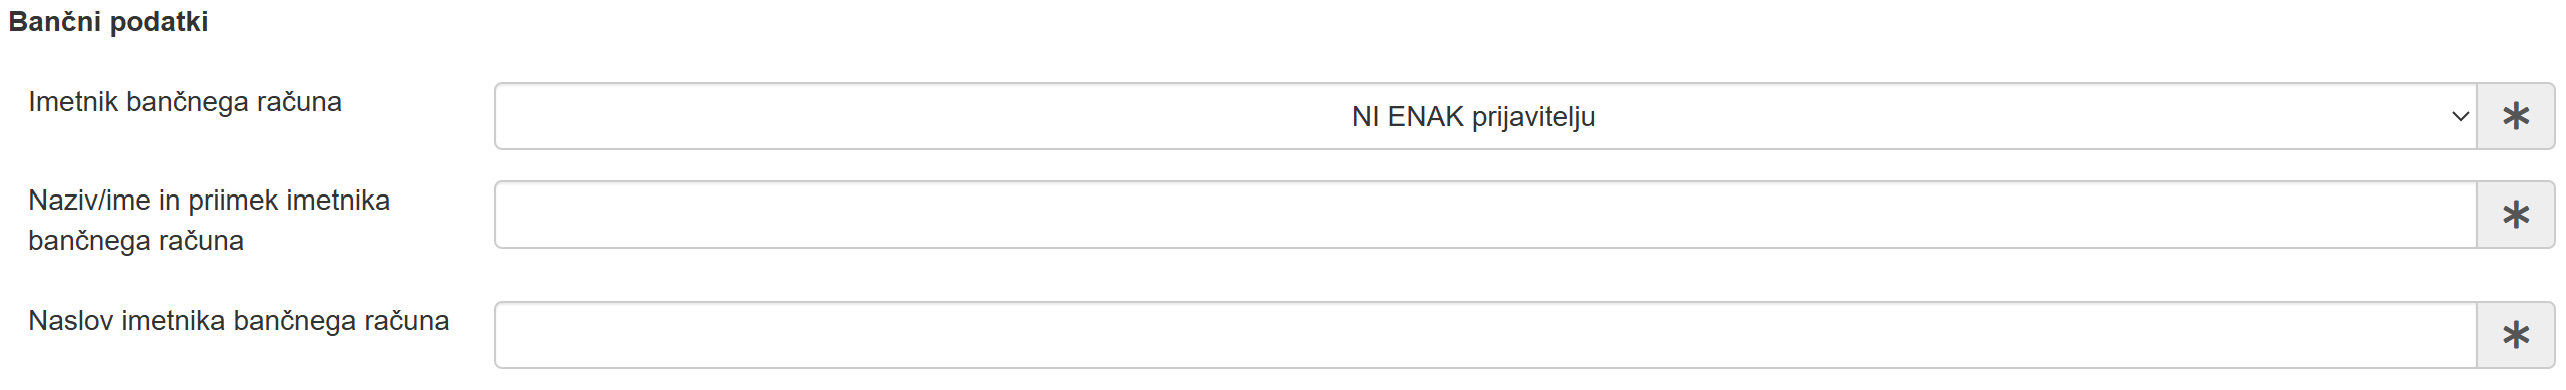 Bančni podatki
Imetnik bančnega računa
NI ENAK prijavitelju
Naziv/ime in priimek imetnika
bančnega računa
Naslov imetnika bančnega računa